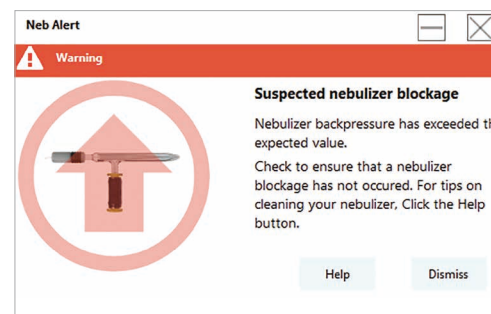 Neb Alert
Warning
Suspected nebulizer blockage
Nebulizer backpressure has exceeded th
expected value.
Check to ensure that a nebulizer
blockage has not occured. For tips on
cleaning your nebulizer, Click the Help
button.
Help Dismiss